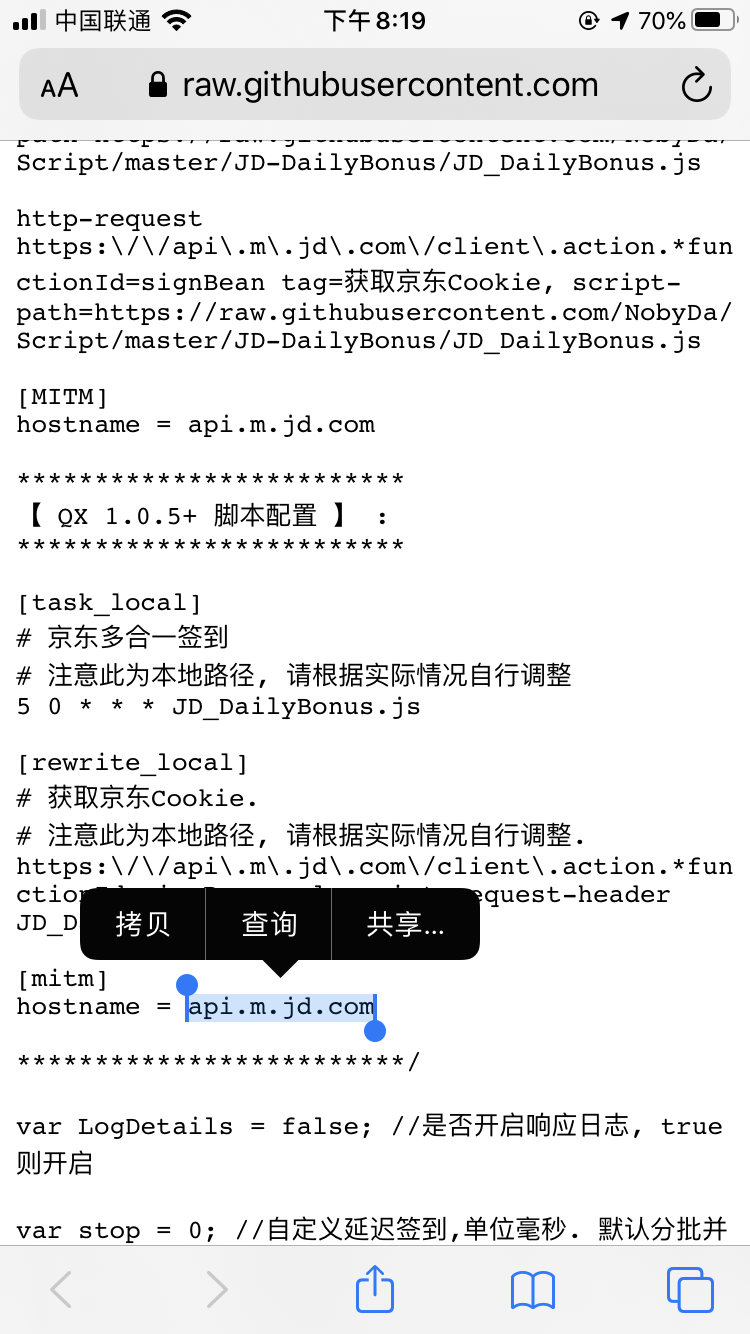 中国联通
下午8:19
70%
AA
raw.githubusercontent.com
Script/master/JD-DailyBonus/JD_DailyBonus.js
http-request
https:\/\/api\.m\.jd\.com\/client\.action.*fun
ctionId=signBean tag=获取京东Cookie, script-
path=https://raw.githubusercontent.com/NobyDa/
Script/master/JD-DailyBonus/JD_DailyBonus.js
[MITM]
hostname = api.m.jd.com
*************************
【 QX 1.0.5+ 脚本配置 】 :
*************************
[task_local]
# 京东多合一签到
# 注意此为本地路径, 请根据实际情况自行调整
5 0 * * * JD_DailyBonus.js
[rewrite_local]
# 获取京东Cookie.
# 注意此为本地路径, 请根据实际情况自行调整.
https:\/\/api\.m\.jd\.com\/client\.action.*fun
equest-header
JD_D
拷贝
查询
共享...
[mitm]
hostname = api.m.jd.com
*************************/
var LogDetails = false; //是否开启响应日志, true
则开启
var stop = 0; //自定义延迟签到,单位毫秒. 默认分批并